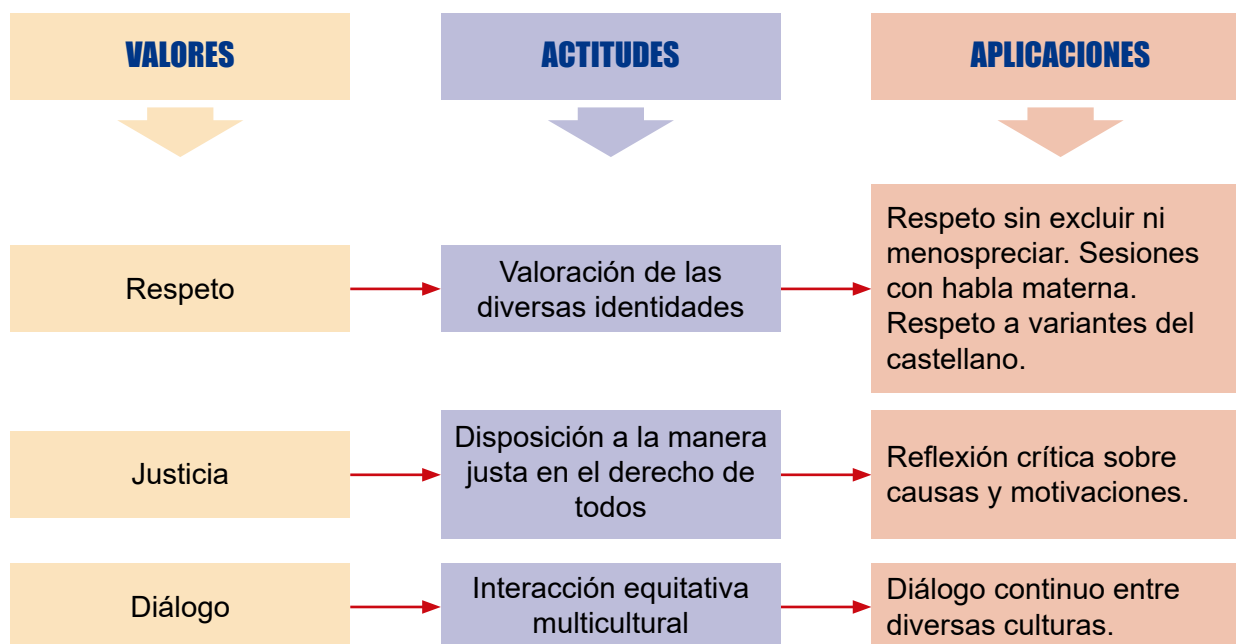 VALORES
ACTITUDES
APLICACIONES
Respeto
Valoración de las
diversas identidades
Respeto sin excluir ni
menospreciar. Sesiones
con habla materna.
Respeto a variantes del
castellano.
Justicia
Disposición a la manera
justa en el derecho de
todos
Reflexión crítica sobre
causas y motivaciones.
Diálogo
Interacción equitativa
multicultural
Diálogo continuo entre
diversas culturas.